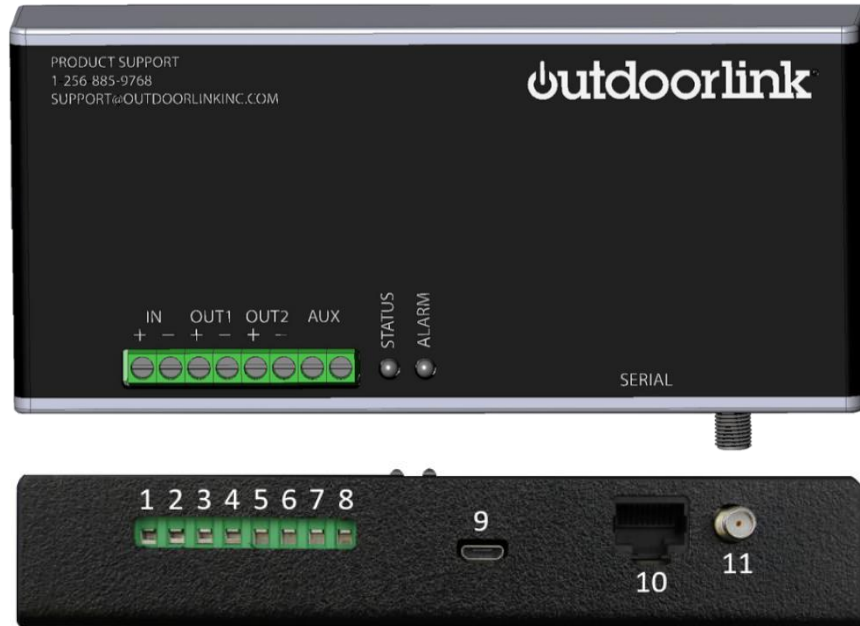 PRODUCT SUPPORT
1-256 885-9768
SUPPORT@OUTDOORLINKINC.COM
outdoorlink®
IN OUT1 OUT2 AUX
+ − + − + −
STATUS
ALARM
SERIAL
1 2 3 4 5 6 7 8
9
10
11